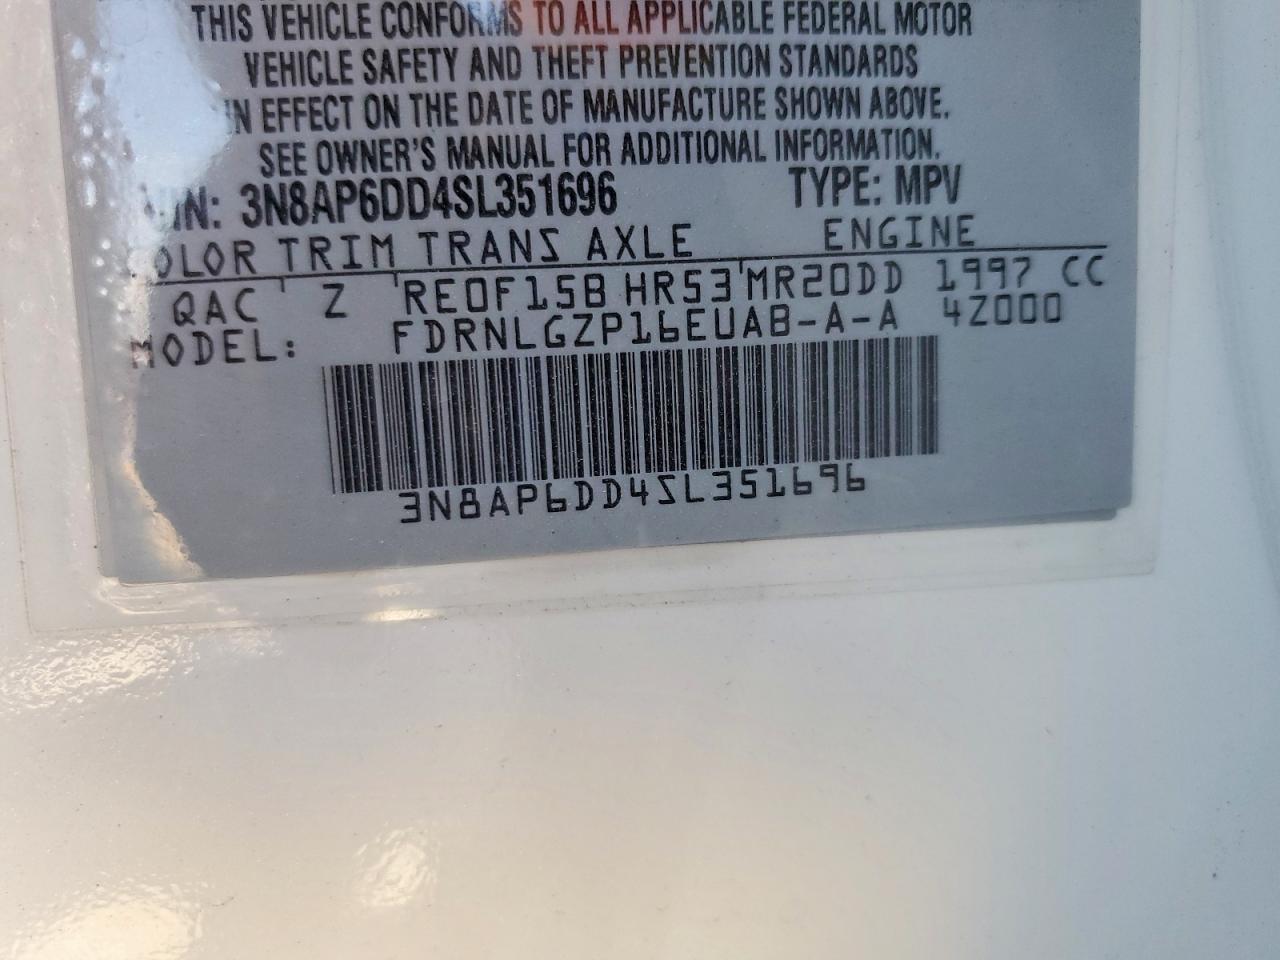 THIS VEHICLE CONFORMS TO ALL APPLICABLE FEDERAL MOTOR
VEHICLE SAFETY AND THEFT PREVENTION STANDARDS
IN EFFECT ON THE DATE OF MANUFACTURE SHOWN ABOVE.
SEE OWNER'S MANUAL FOR ADDITIONAL INFORMATION.
VIN: 3N8AP6DD4SL351696 TYPE: MPV
COLOR TRIM TRANS AXLE ENGINE
QAC Z RE0F15B HR53 MR20DD 1997 CC
MODEL: FDRNLGZP16EUAB-A-A 4Z000
3N8AP6DD4SL351696